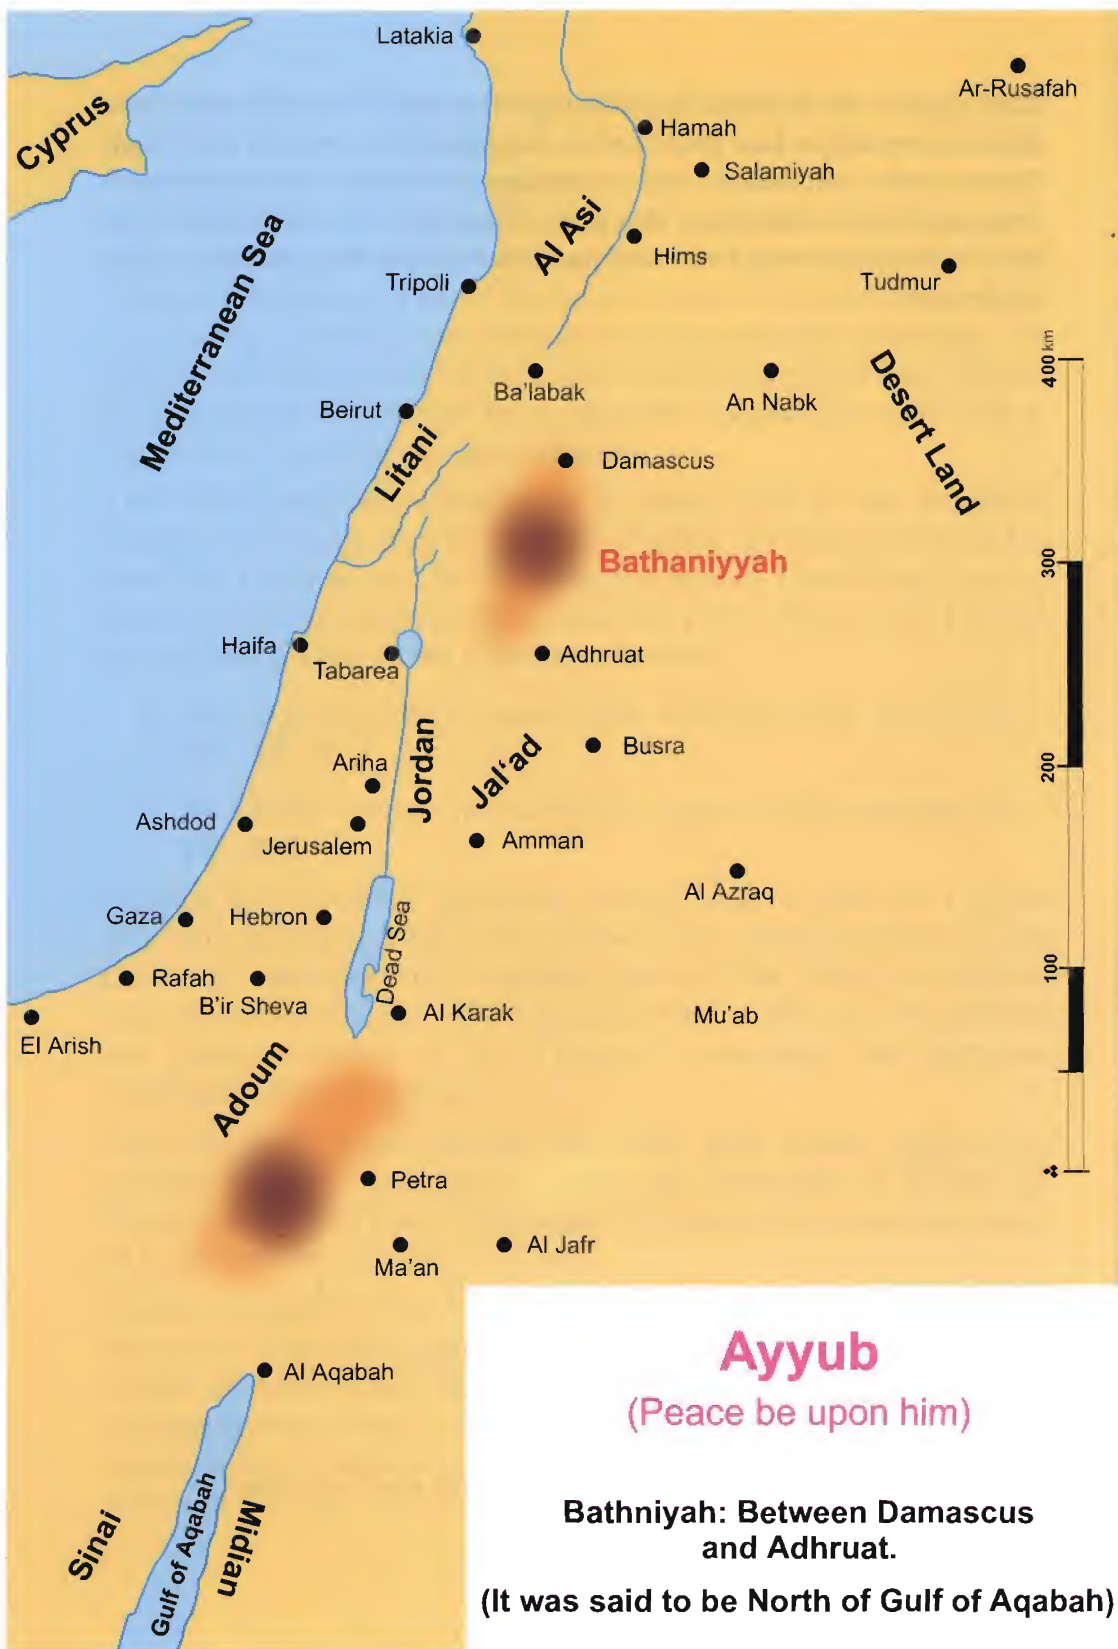 Latakia
Ar-Rusafah
Cyprus
Hamah
Salamiyah
Al Asi
Hims
Mediterranean Sea
Tripoli
Tudmur
400 km
Ba'labak
An Nabk
Desert Land
Beirut
Litani
Damascus
Bathaniyyah
300
Haifa
Tabarea
Adhruat
Jordan
Jal'ad
Busra
200
Ariha
Ashdod
Jerusalem
Amman
Al Azraq
Gaza
Hebron
Dead Sea
100
Rafah
B'ir Sheva
Al Karak
Mu'ab
El Arish
Adoum
Petra
Ma'an
Al Jafr
Al Aqabah
Sinai
Gulf of Aqabah
Midian
Ayyub
(Peace be upon him)
Bathniyah: Between Damascus
and Adhruat.
(It was said to be North of Gulf of Aqabah)